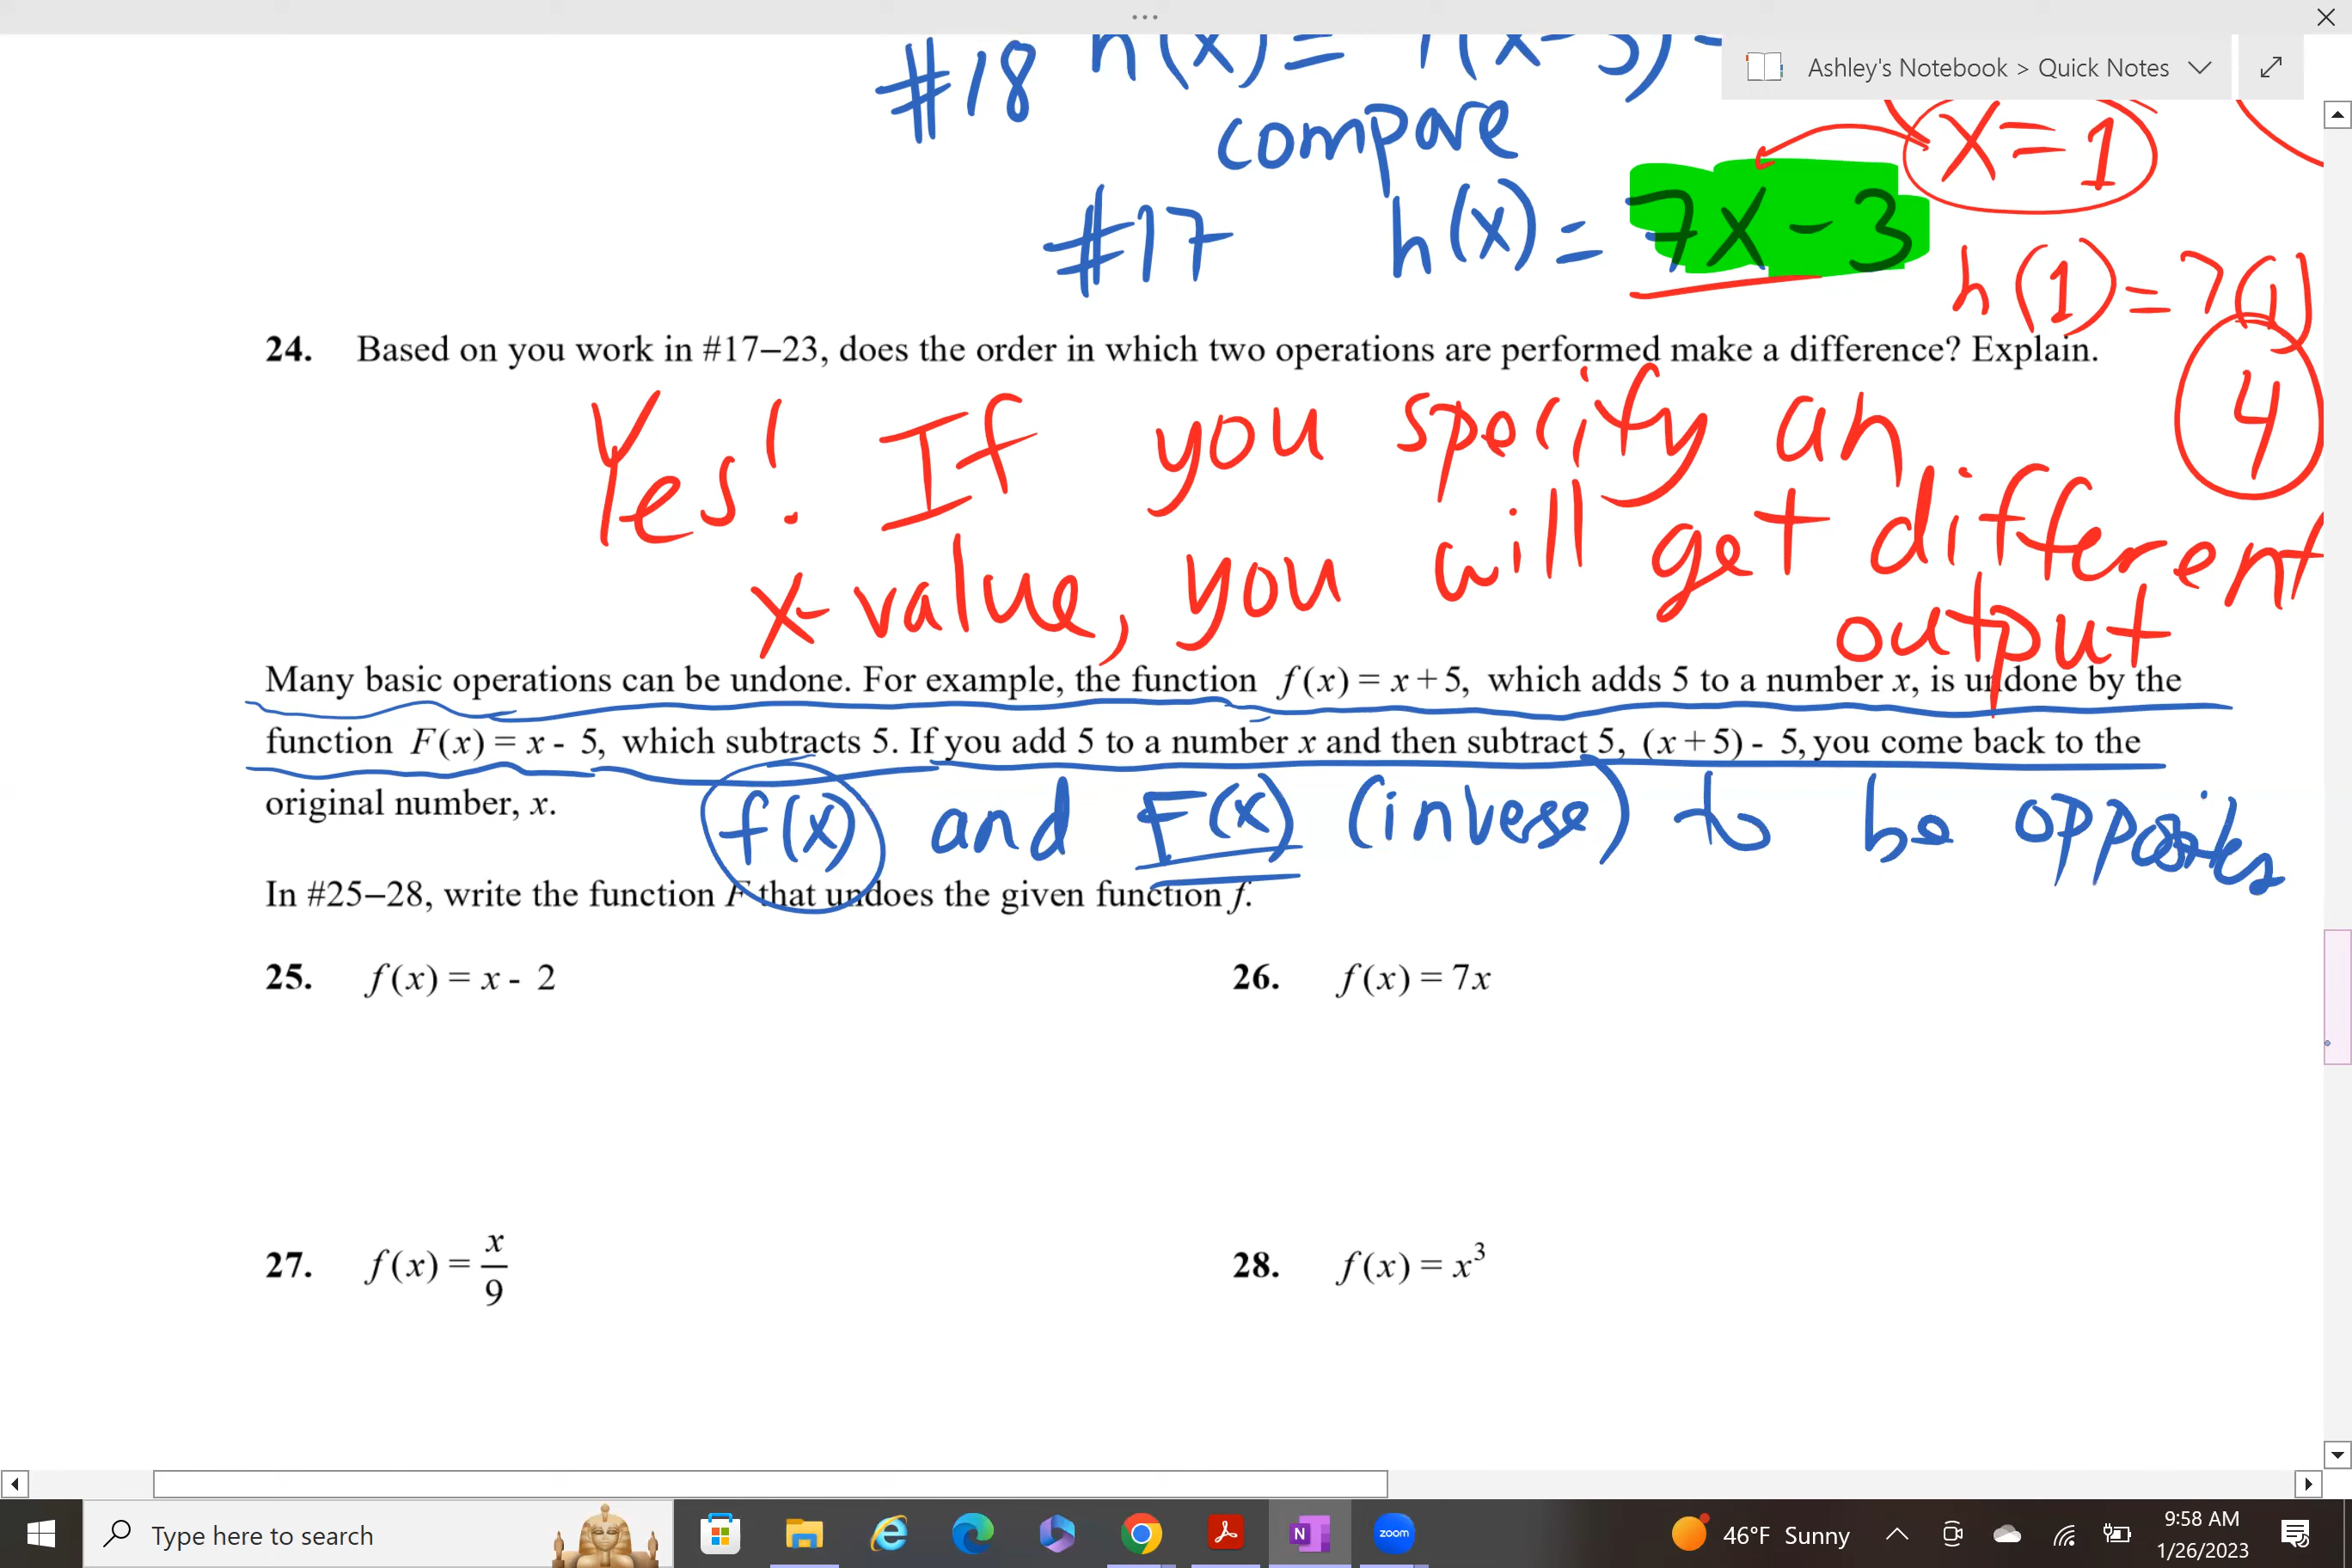 #18 h(x) =
Ashley's Notebook > Quick Notes
compare
x = 1
#17 h(x) = 7x - 3
h(1) = 7(1)
24. Based on you work in #17–23, does the order in which two operations are performed make a difference? Explain.
4
Yes! If you specify an
x-value, you will get different
output
Many basic operations can be undone. For example, the function f(x) = x + 5, which adds 5 to a number x, is undone by the
function F(x) = x - 5, which subtracts 5. If you add 5 to a number x and then subtract 5, (x + 5) - 5, you come back to the
original number, x.
f(x) and F(x) (inverse) to be opposites
In #25–28, write the function F that undoes the given function f.
25. f(x) = x - 2
26. f(x) = 7x
27. f(x) = x/9
28. f(x) = x³
Type here to search
zoom
46°F Sunny
9:58 AM
1/26/2023